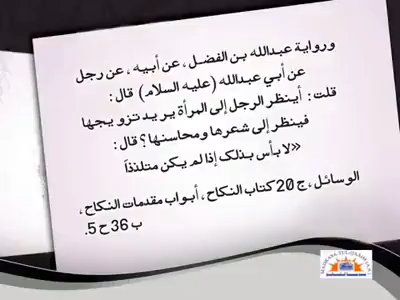 ورواية عبدالله بن الفضل، عن أبيه، عن رجل
عن أبي عبدالله (عليه السلام) قال:
قلت: أينظر الرجل إلى المرأة يريد تزويجها
فينظر إلى شعرها ومحاسنها؟ قال:
«لا بأس بذلك إذا لم يكن متلذذاً
الوسائل، ج 20 كتاب النكاح، أبواب مقدمات النكاح،
ب 36 ح 5.